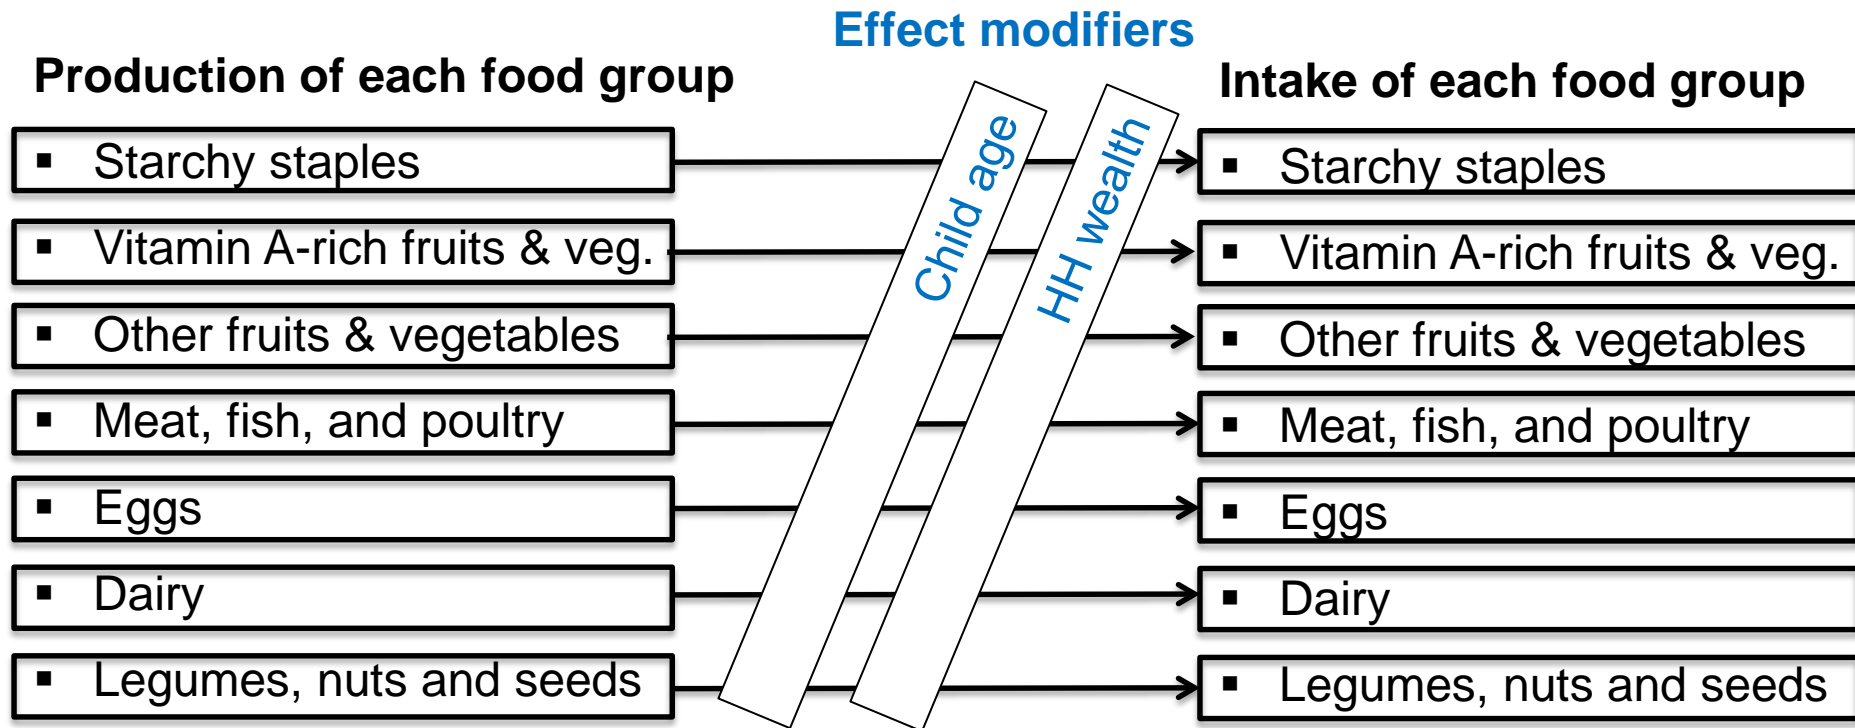 Effect modifiers
Production of each food group
▪ Starchy staples
▪ Vitamin A-rich fruits & veg.
▪ Other fruits & vegetables
▪ Meat, fish, and poultry
▪ Eggs
▪ Dairy
▪ Legumes, nuts and seeds
Child age
HH wealth
Intake of each food group
▪ Starchy staples
▪ Vitamin A-rich fruits & veg.
▪ Other fruits & vegetables
▪ Meat, fish, and poultry
▪ Eggs
▪ Dairy
▪ Legumes, nuts and seeds